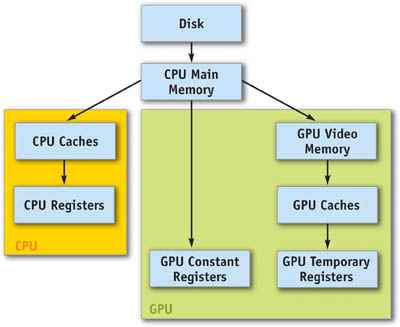 Disk
CPU Main
Memory
CPU Caches
GPU Video
Memory
CPU Registers
GPU Caches
CPU
GPU Constant
Registers
GPU Temporary
Registers
GPU